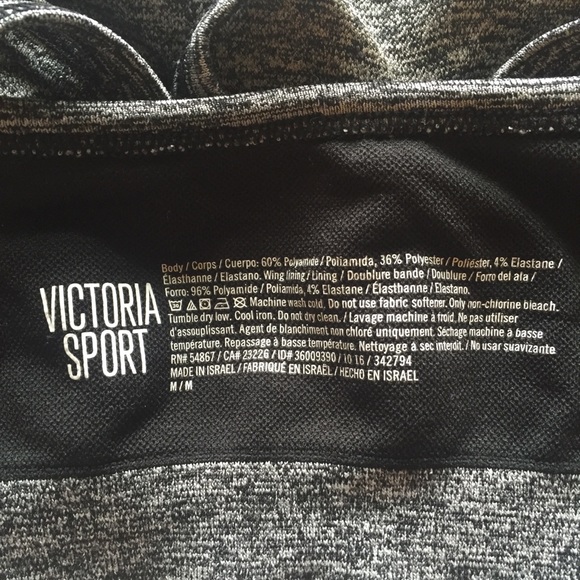 VICTORIA
SPORT
Body / Corps / Cuerpo: 60% Polyamide / Poliamida, 36% Polyester / Poliéster, 4% Elastane /
Élasthanne / Elastano. Wing lining / Lining / Doublure bande / Doublure / Forro del ala /
Forro: 96% Polyamide / Poliamida, 4% Elastane / Élasthanne / Elastano.
Machine wash cold. Do not use fabric softener. Only non-chlorine bleach.
Tumble dry low. Cool iron. Do not dry clean. / Lavage machine à froid. Ne pas utiliser
d'assouplissant. Agent de blanchiment non chloré uniquement. Séchage machine à basse
température. Repassage à basse température. Nettoyage à sec interdit. / No usar suavizante
RN# 54867 / CA# 23226 / ID# 36009390 / 10 16 / 342794
MADE IN ISRAEL / FABRIQUÉ EN ISRAËL / HECHO EN ISRAEL
M / M